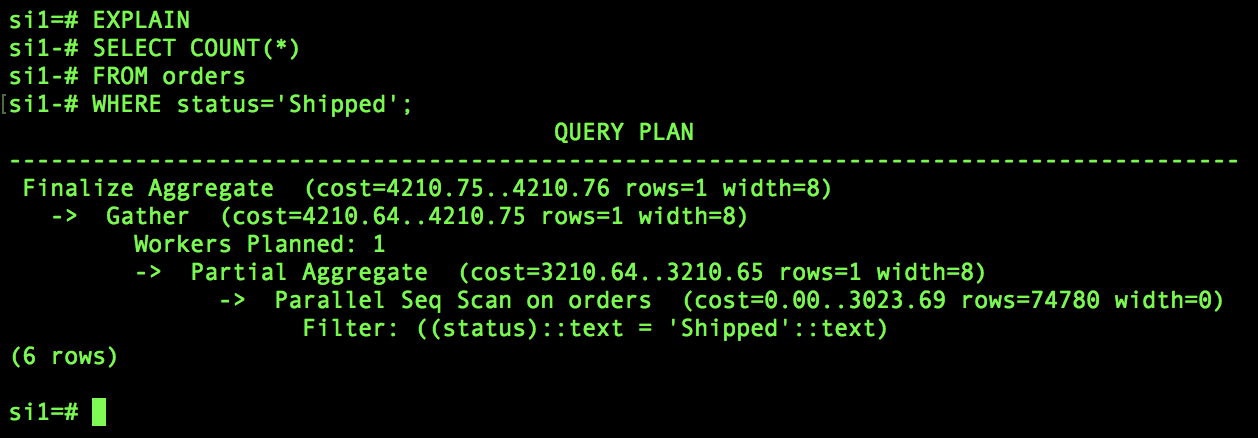 si1=# EXPLAIN
si1-# SELECT COUNT(*)
si1-# FROM orders
[si1-# WHERE status='Shipped';
QUERY PLAN
----------------------------------------------------------------------------------------
Finalize Aggregate  (cost=4210.75..4210.76 rows=1 width=8)
->  Gather  (cost=4210.64..4210.75 rows=1 width=8)
Workers Planned: 1
->  Partial Aggregate  (cost=3210.64..3210.65 rows=1 width=8)
->  Parallel Seq Scan on orders  (cost=0.00..3023.69 rows=74780 width=0)
Filter: ((status)::text = 'Shipped'::text)
(6 rows)
si1=#